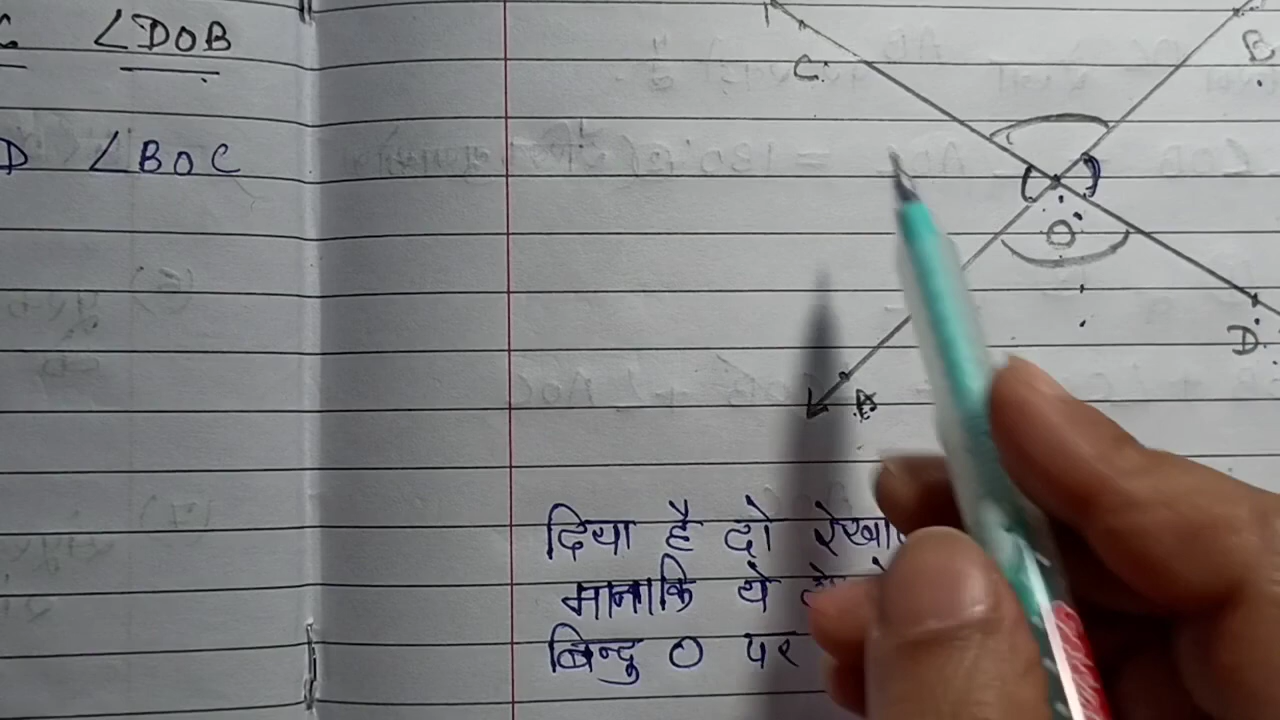 ∠DOB
D ∠BOC
C
B
O
D
A
दिया है दो
मानाकि ये
बिन्दु O पर